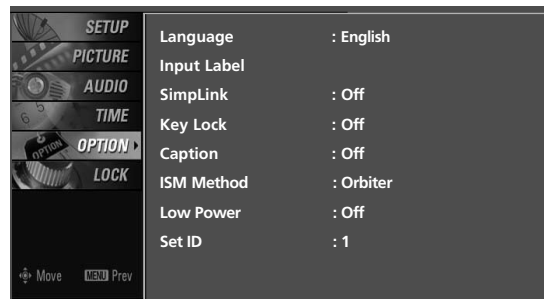 SETUP
PICTURE
AUDIO
TIME
OPTION
LOCK
Move MENU Prev
Language : English
Input Label
SimpLink : Off
Key Lock : Off
Caption : Off
ISM Method : Orbiter
Low Power : Off
Set ID : 1